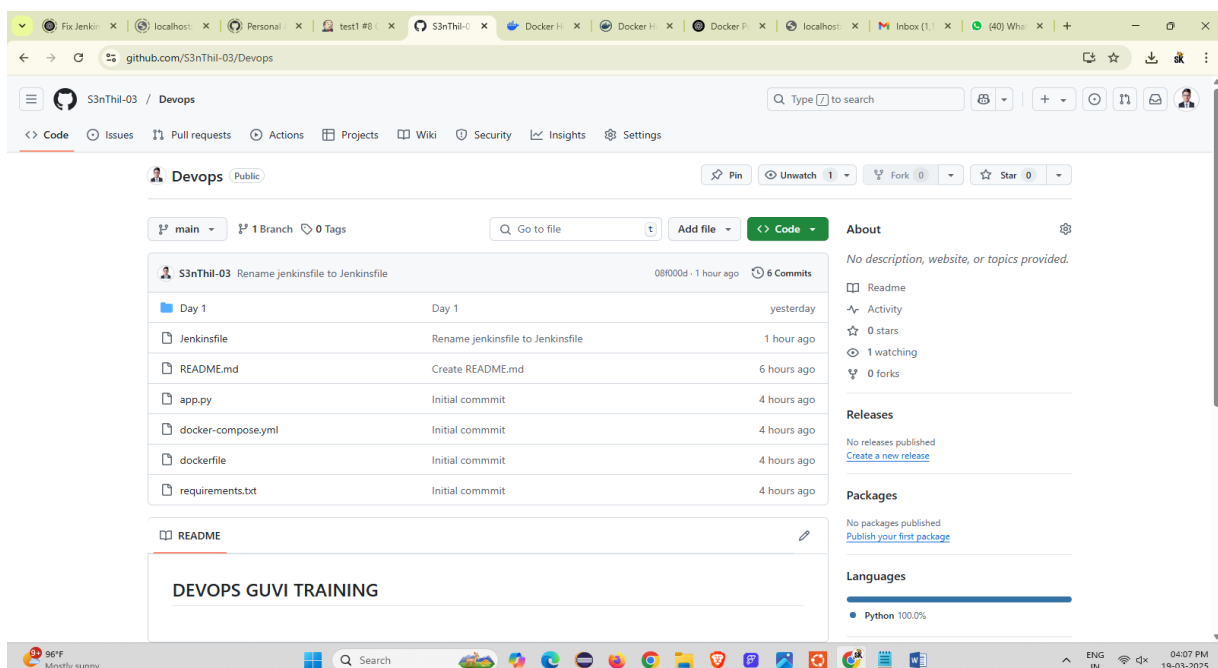 Fix Jenkin localhost: Personal test1 #8 S3nThil-0 Docker H Docker H Docker P localhost: Inbox (1,1 (40) What
github.com/S3nThil-03/Devops sk
S3nThil-03 / Devops Type / to search
Code Issues Pull requests Actions Projects Wiki Security Insights Settings
Devops Public Pin Unwatch 1 Fork 0 Star 0
main 1 Branch 0 Tags Go to file t Add file Code About
No description, website, or topics provided.
S3nThil-03 Rename jenkinsfile to Jenkinsfile 08f000d · 1 hour ago 6 Commits
Readme
Day 1 Day 1 yesterday
Activity
Jenkinsfile Rename jenkinsfile to Jenkinsfile 1 hour ago
0 stars
1 watching
README.md Create README.md 6 hours ago
0 forks
app.py Initial commmit 4 hours ago
Releases
docker-compose.yml Initial commmit 4 hours ago
No releases published
Create a new release
dockerfile Initial commmit 4 hours ago
requirements.txt Initial commmit 4 hours ago
Packages
No packages published
Publish your first package
README
Languages
DEVOPS GUVI TRAINING
Python 100.0%
96°F
Mostly sunny
Search
ENG
IN
04:07 PM
19-03-2025